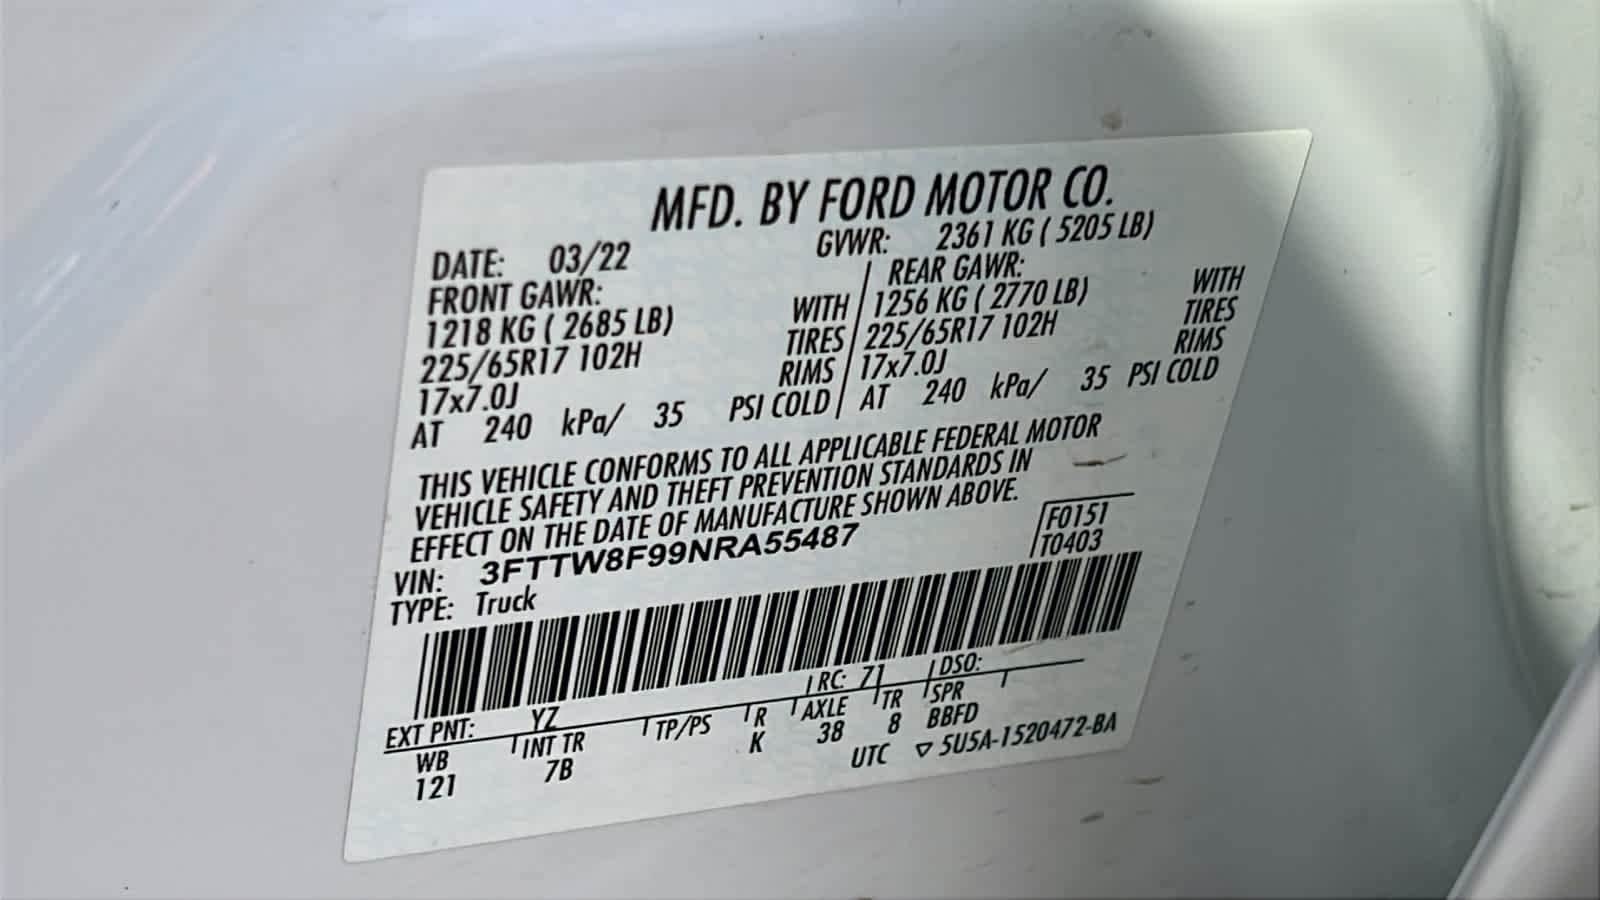 MFD. BY FORD MOTOR CO.
DATE: 03/22 GVWR: 2361 KG ( 5205 LB)
FRONT GAWR: REAR GAWR:
1218 KG ( 2685 LB) WITH 1256 KG ( 2770 LB) WITH
225/65R17 102H TIRES 225/65R17 102H TIRES
17x7.0J RIMS 17x7.0J RIMS
AT 240 kPa/ 35 PSI COLD AT 240 kPa/ 35 PSI COLD
THIS VEHICLE CONFORMS TO ALL APPLICABLE FEDERAL MOTOR
VEHICLE SAFETY AND THEFT PREVENTION STANDARDS IN
EFFECT ON THE DATE OF MANUFACTURE SHOWN ABOVE.
VIN: 3FTTW8F99NRA55487 F0151
TYPE: Truck T0403
EXT PNT: YZ RC: 71 DSO:
WB INT TR TP/PS R AXLE TR SPR
121 7B K 38 8 BBFD
UTC ▽ 5U5A-1520472-BA